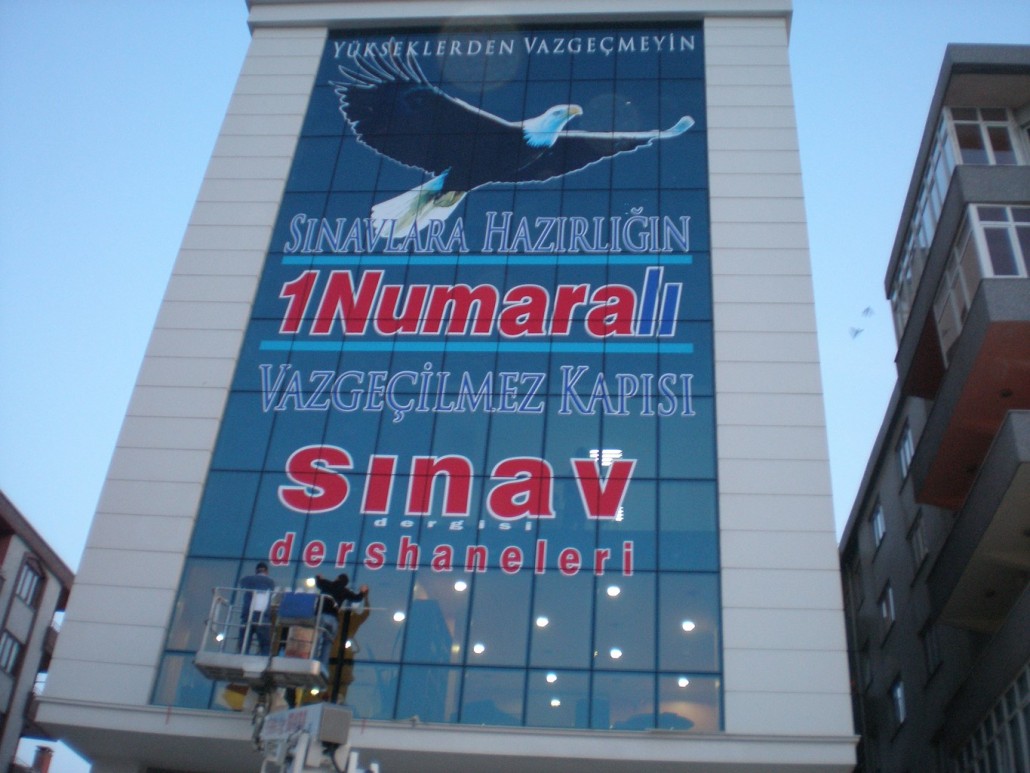 YÜKSEKLERDEN VAZGEÇMEYİN
SINAVLARA HAZIRLIĞIN
1Numaralı
VAZGEÇİLMEZ KAPISI
sınav
dergisi
dershaneleri